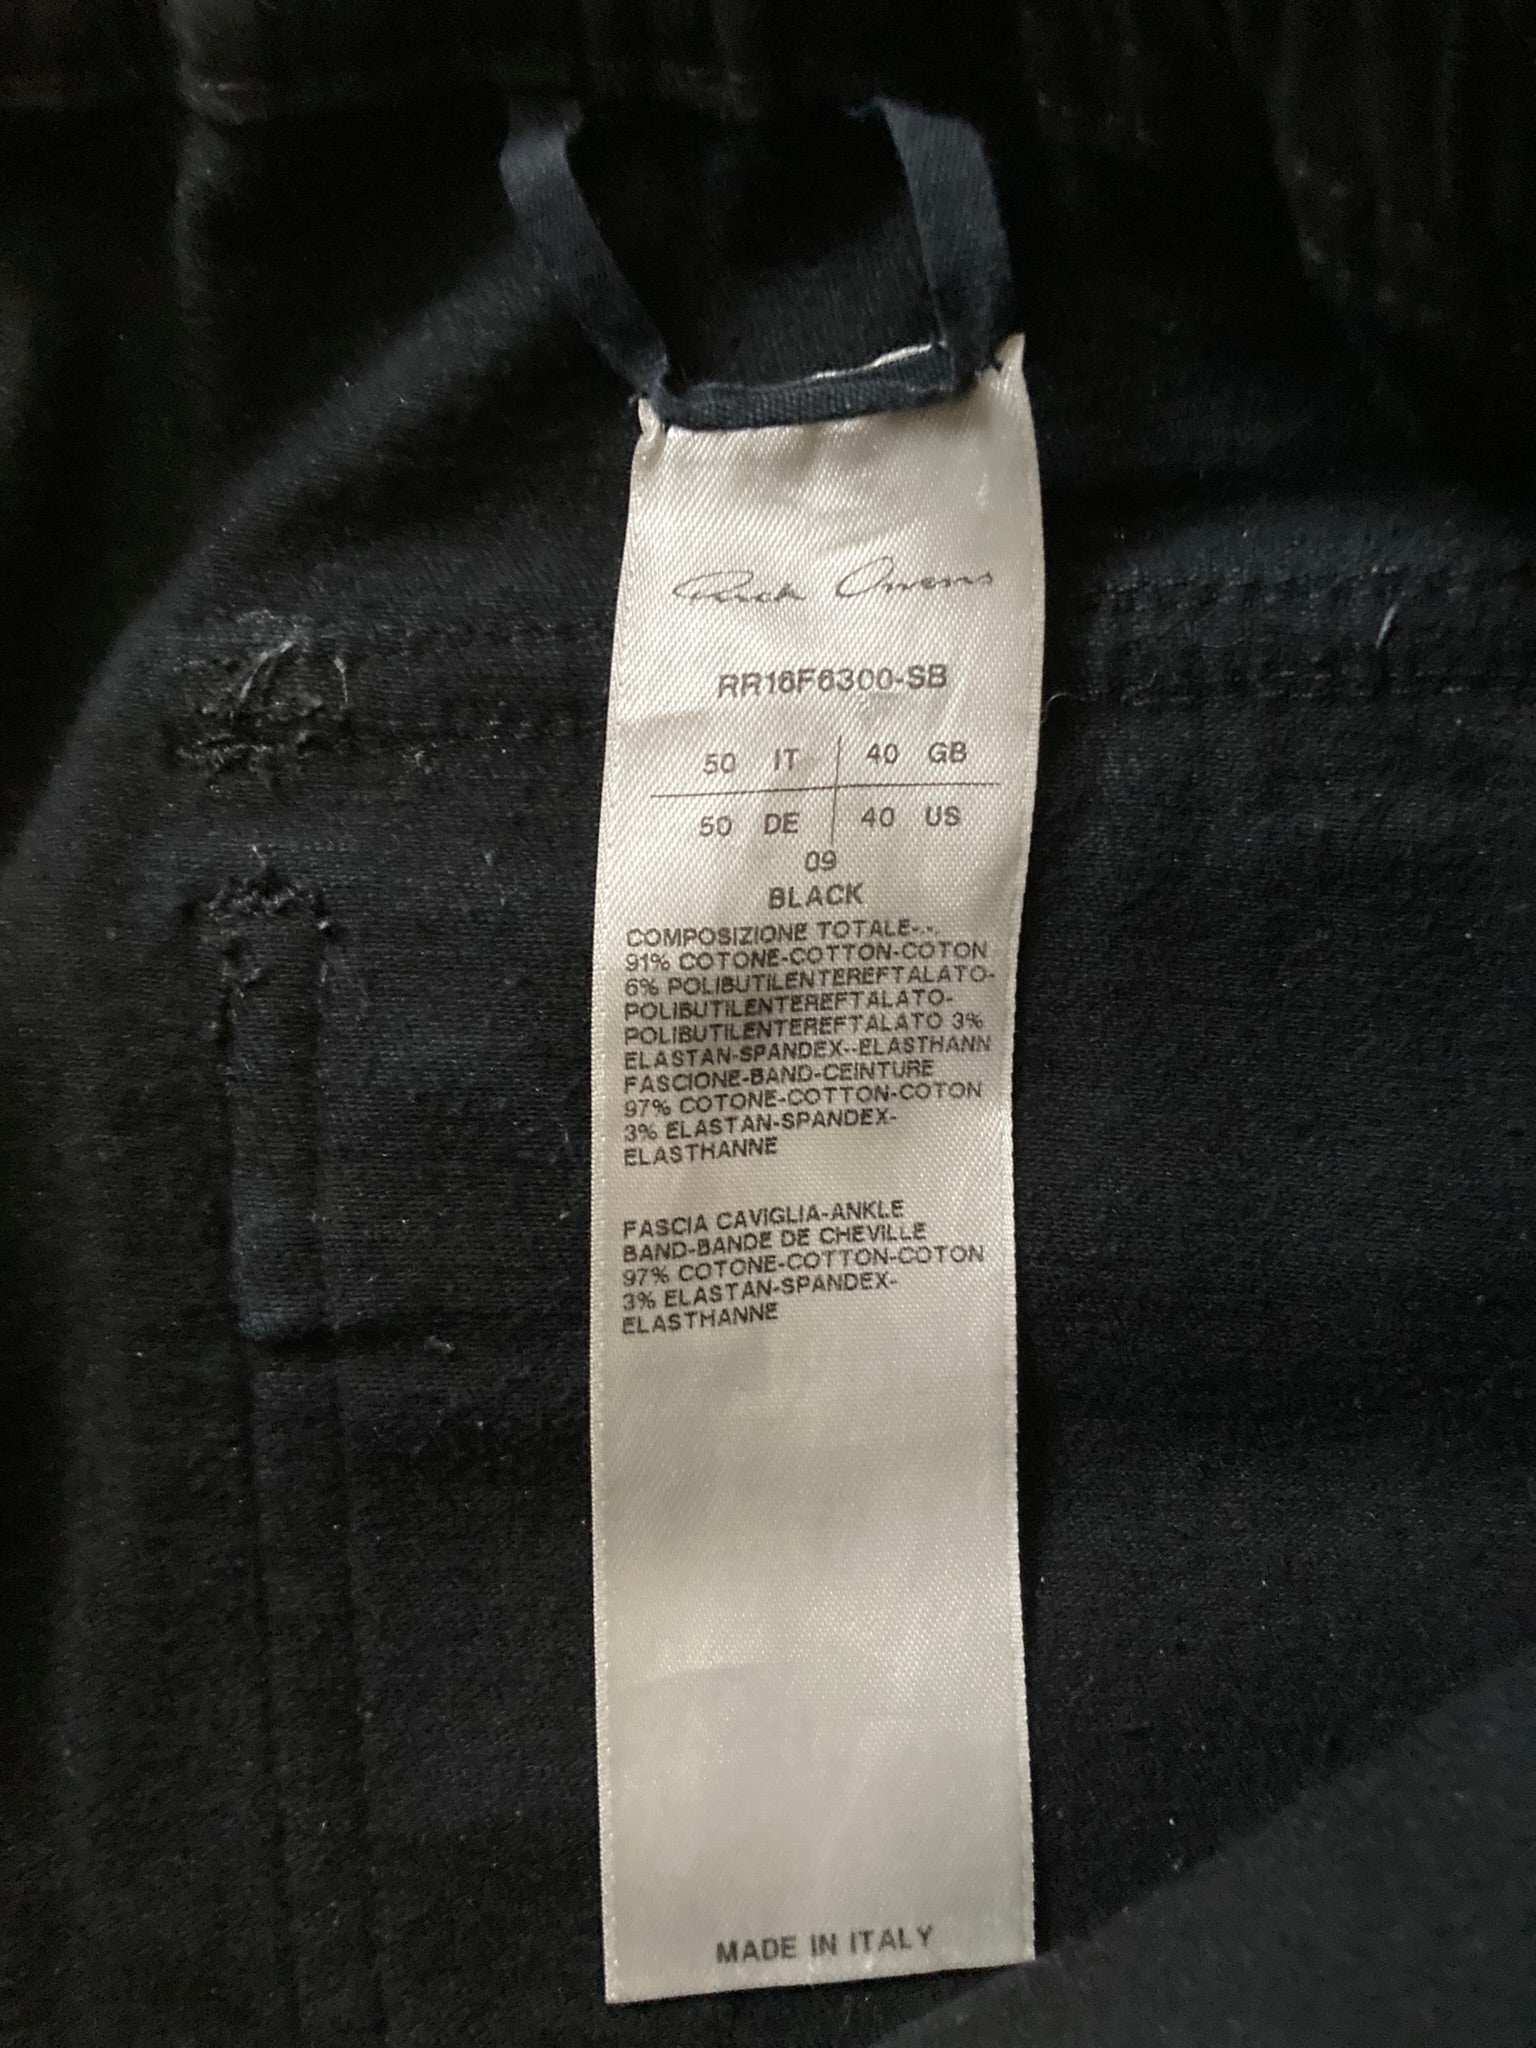 Rick Owens
RR16F6300-SB
50 IT 40 GB
50 DE 40 US
09
BLACK
COMPOSIZIONE TOTALE-.-.
91% COTONE-COTTON-COTON
6% POLIBUTILENTEREFTALATO-
POLIBUTILENTEREFTALATO-
POLIBUTILENTEREFTALATO 3%
ELASTAN-SPANDEX--ELASTHANN
FASCIONE-BAND-CEINTURE
97% COTONE-COTTON-COTON
3% ELASTAN-SPANDEX-
ELASTHANNE
FASCIA CAVIGLIA-ANKLE
BAND-BANDE DE CHEVILLE
97% COTONE-COTTON-COTON
3% ELASTAN-SPANDEX-
ELASTHANNE
MADE IN ITALY